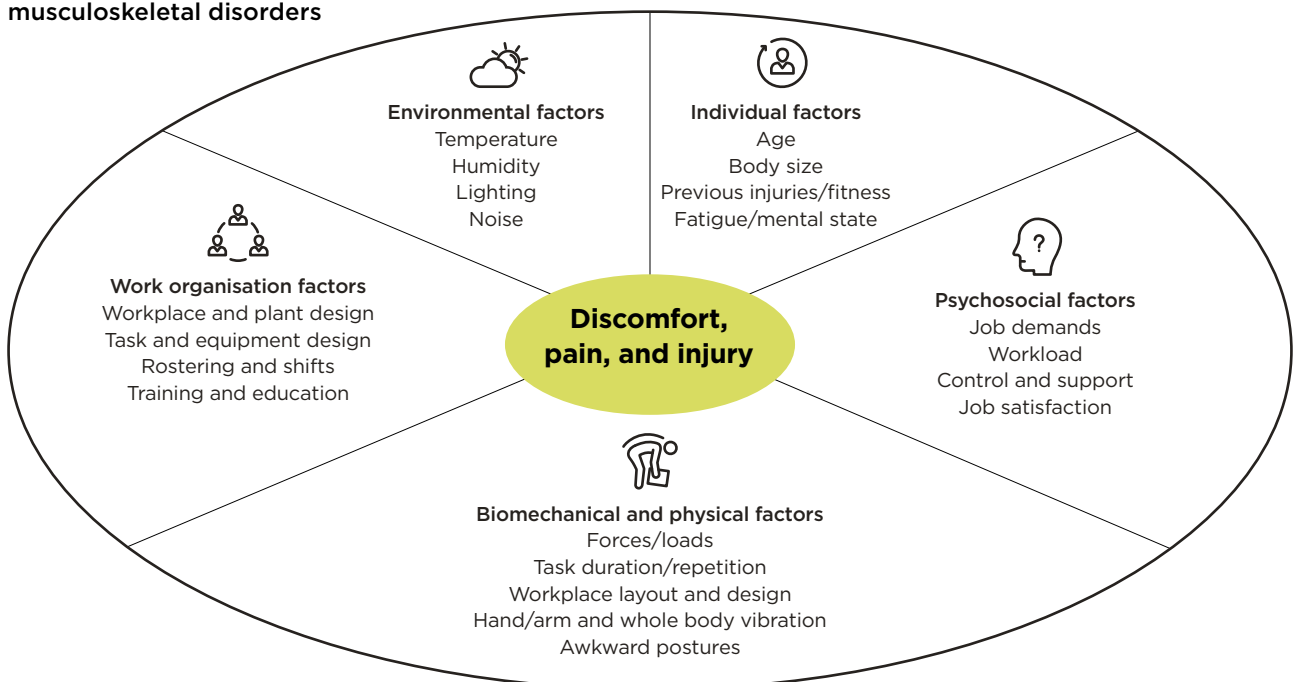 musculoskeletal disorders
Environmental factors
Temperature
Humidity
Lighting
Noise
Individual factors
Age
Body size
Previous injuries/fitness
Fatigue/mental state
Work organisation factors
Workplace and plant design
Task and equipment design
Rostering and shifts
Training and education
Discomfort,
pain, and injury
Psychosocial factors
Job demands
Workload
Control and support
Job satisfaction
?
Biomechanical and physical factors
Forces/loads
Task duration/repetition
Workplace layout and design
Hand/arm and whole body vibration
Awkward postures